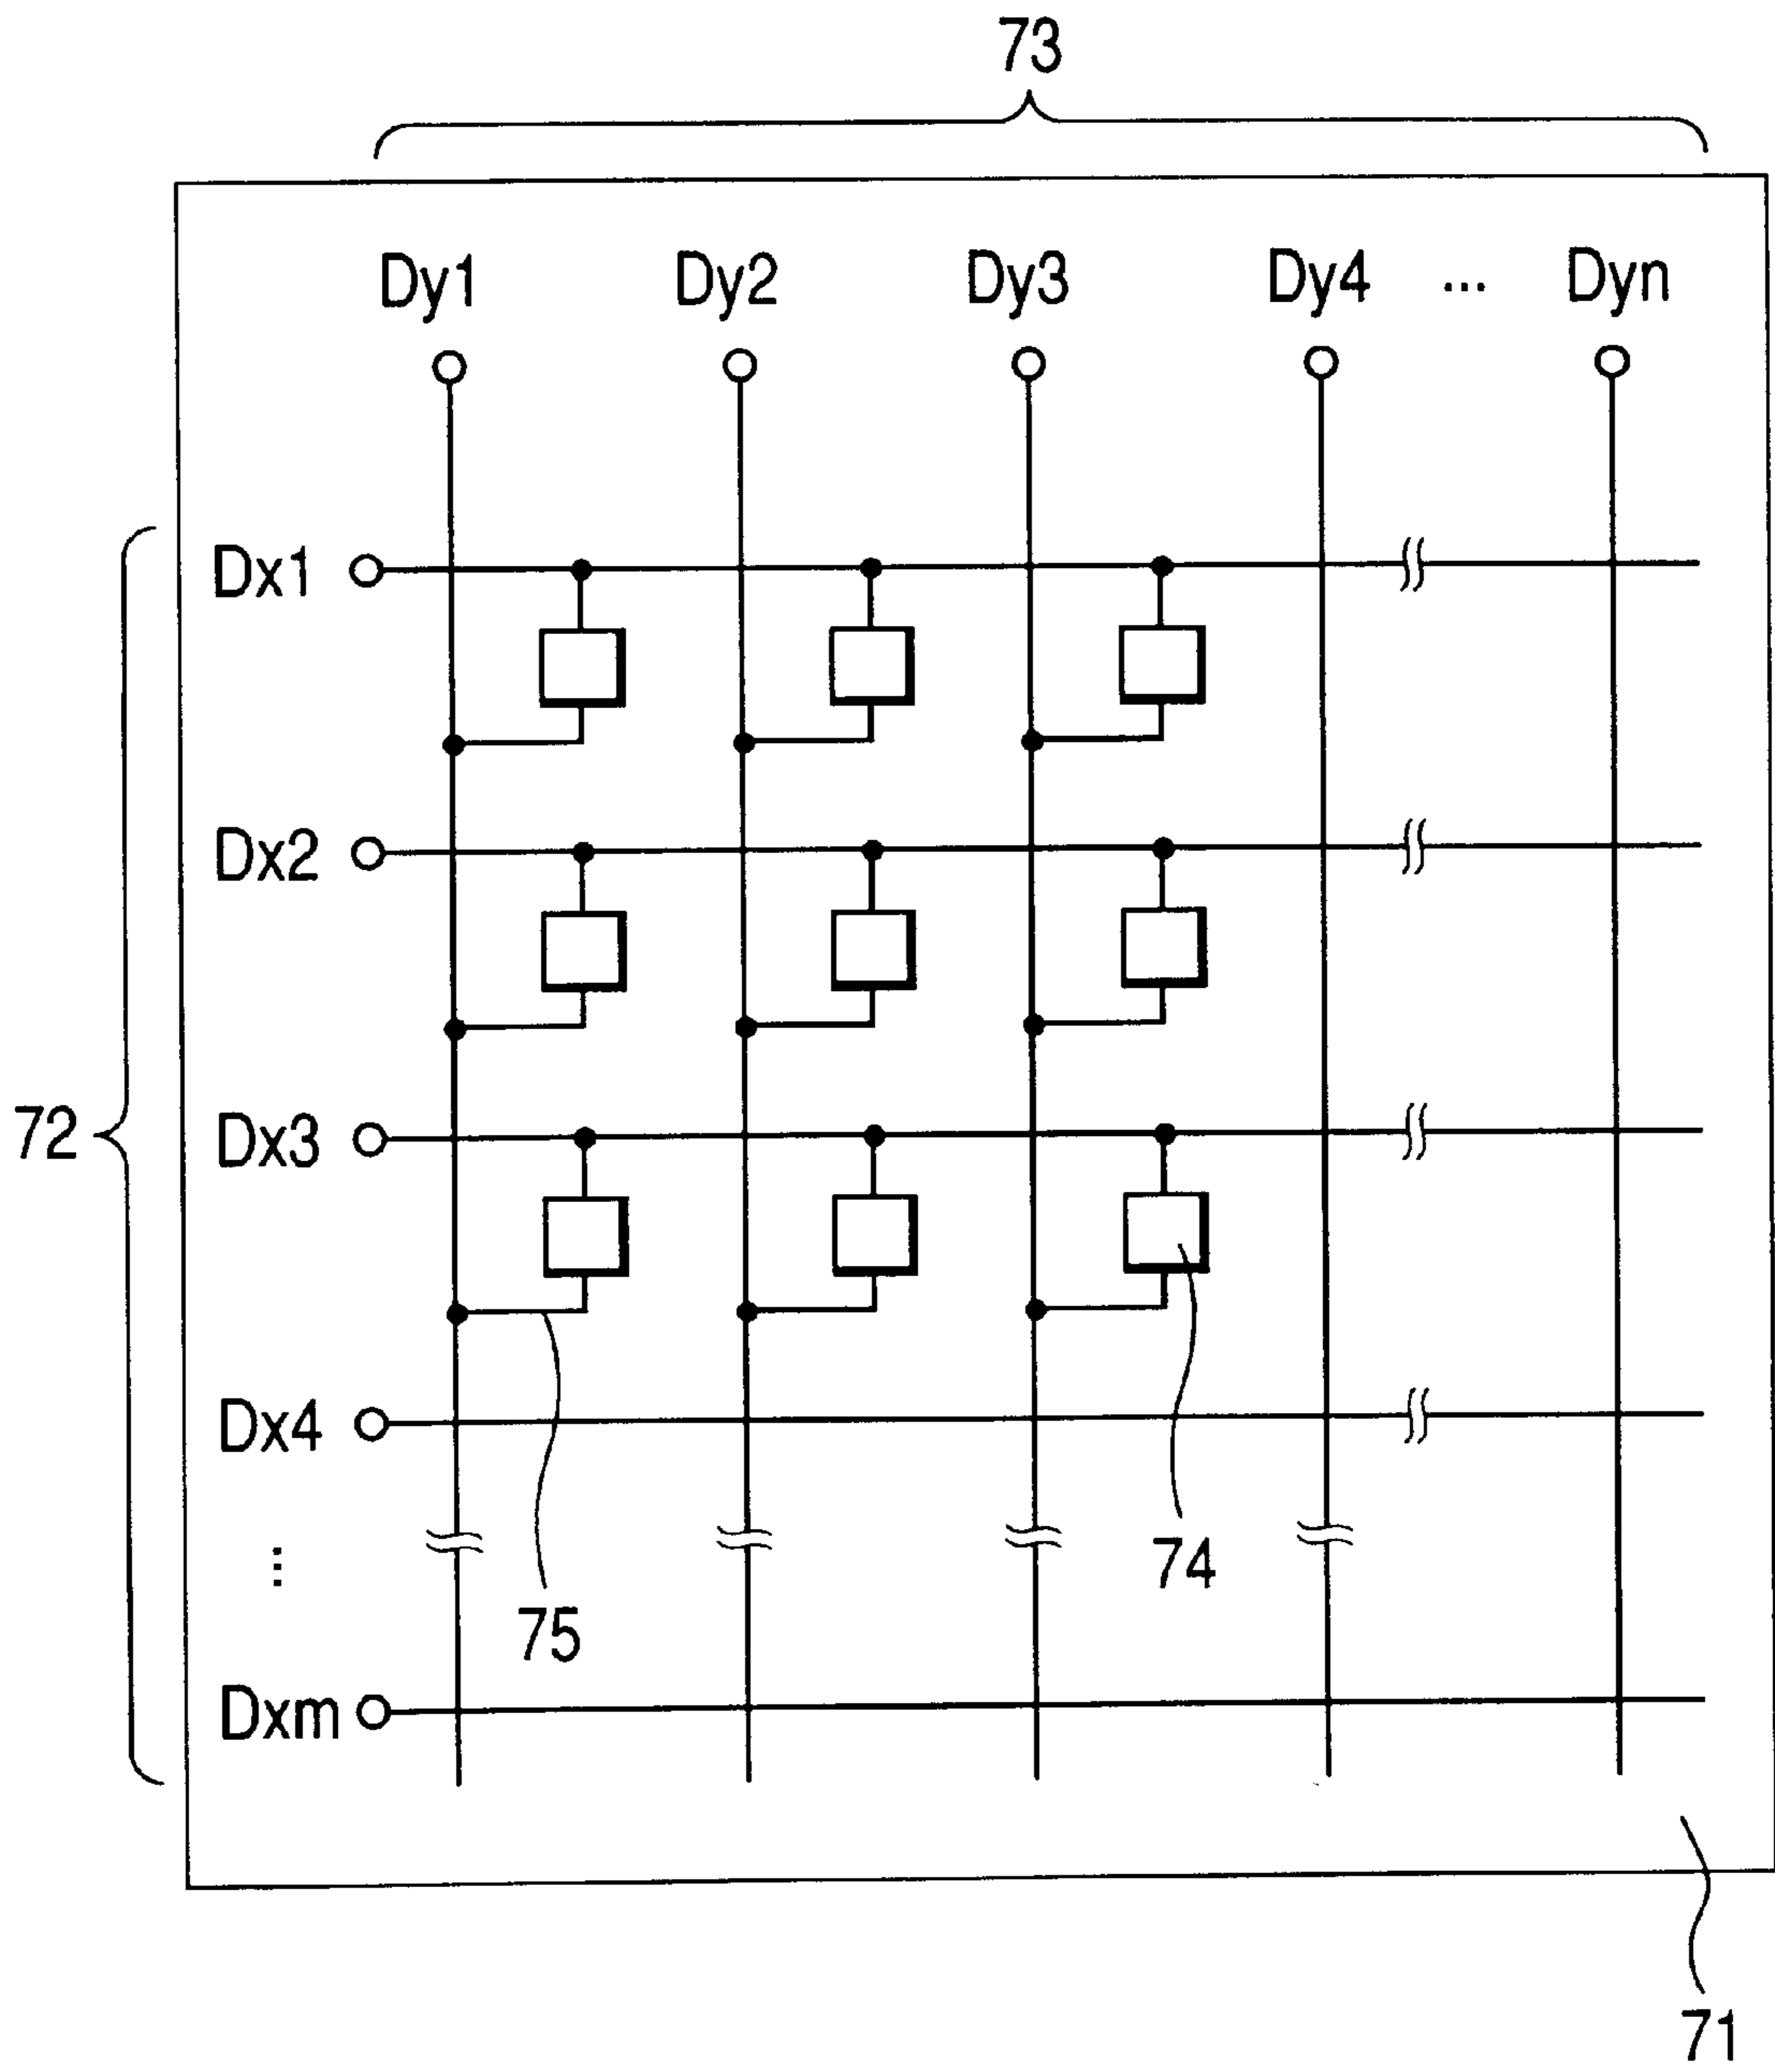 73
Dy1 Dy2 Dy3 Dy4 ... Dyn
Dx1
Dx2
72
Dx3
Dx4
...
74
75
Dxm
71